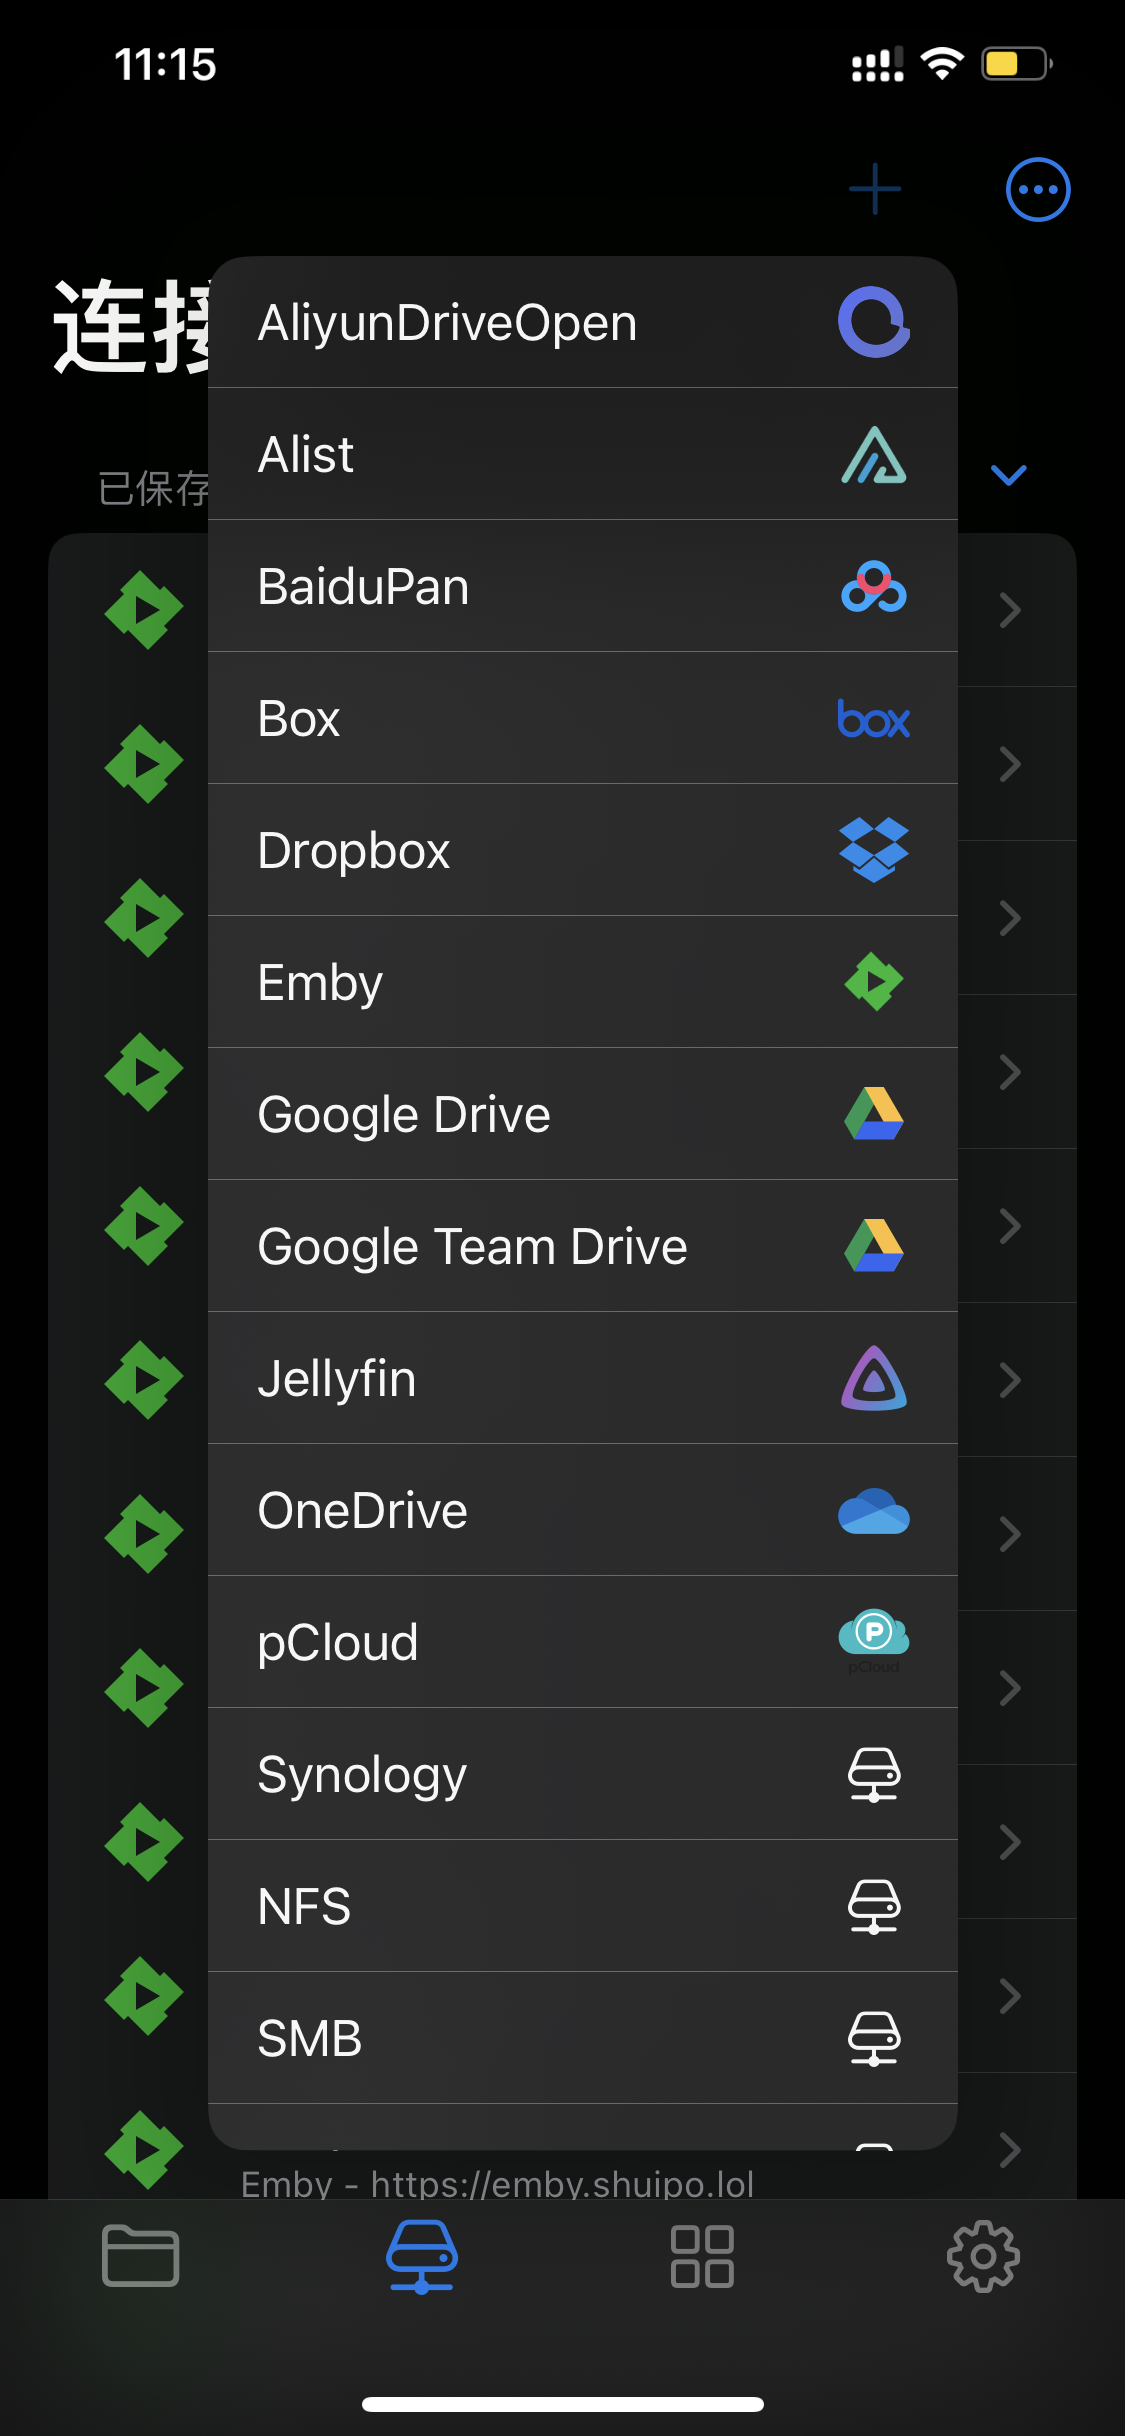 11:15
连接
已保存
AliyunDriveOpen
Alist
BaiduPan
Box
box
Dropbox
Emby
Google Drive
Google Team Drive
Jellyfin
OneDrive
pCloud
P
pCloud
Synology
NFS
SMB
Emby - https://emby.shuipo.lol